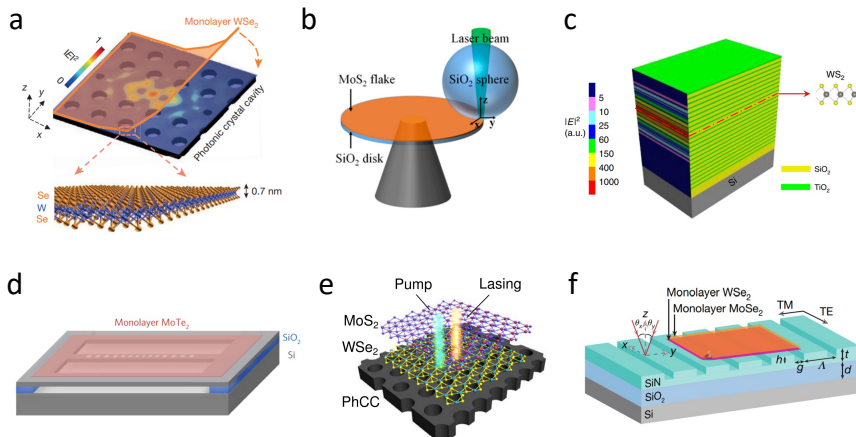 a
Monolayer WSe₂
|E|²
0
1
z
y
x
Photonic crystal cavity
Se
W
Se
0.7 nm
b
Laser beam
MoS₂ flake
SiO₂ sphere
z
x
y
SiO₂ disk
c
WS₂
|E|²
(a.u.)
5
10
25
60
150
400
1000
Si
SiO₂
TiO₂
d
Monolayer MoTe₂
SiO₂
Si
e
Pump
Lasing
MoS₂
WSe₂
PhCC
f
Monolayer WSe₂
Monolayer MoSe₂
TM
TE
z
θₓ
θᵧ
x
y
h
g
Λ
t
d
SiN
SiO₂
Si